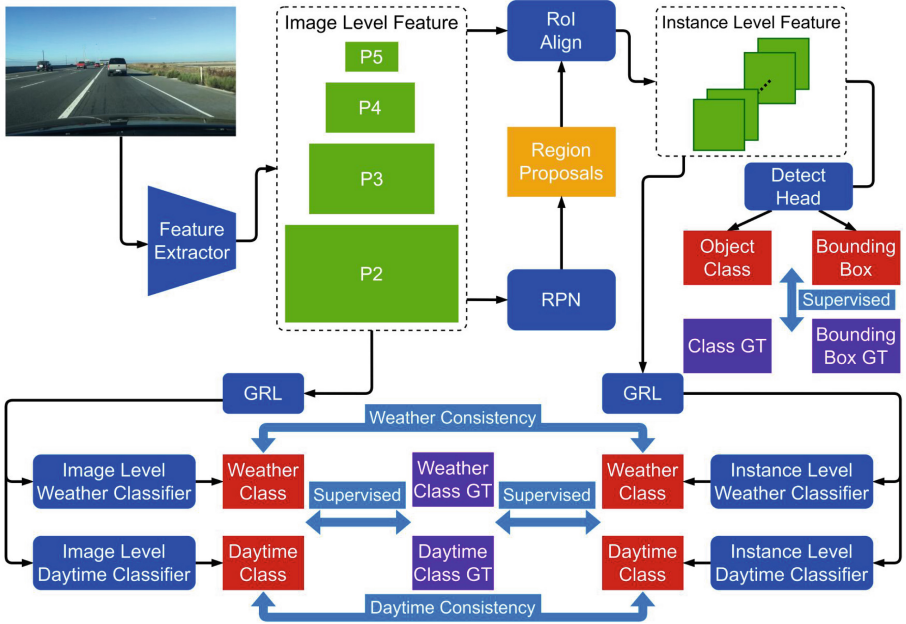 Image Level Feature
P5
P4
P3
P2
Feature
Extractor
RoI
Align
Region
Proposals
RPN
Instance Level Feature
Detect
Head
Object
Class
Bounding
Box
Supervised
Class GT
Bounding
Box GT
GRL
GRL
Weather Consistency
Image Level
Weather Classifier
Weather
Class
Supervised
Weather
Class GT
Supervised
Weather
Class
Instance Level
Weather Classifier
Image Level
Daytime Classifier
Daytime
Class
Daytime
Class GT
Daytime
Class
Instance Level
Daytime Classifier
Daytime Consistency